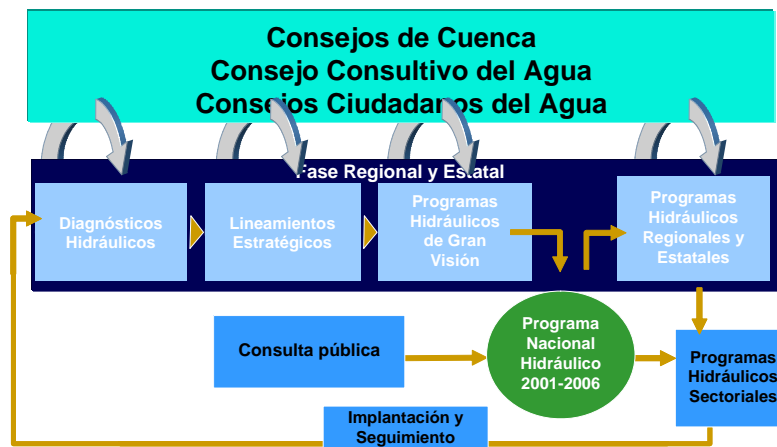 Consejos de Cuenca
Consejo Consultivo del Agua
Consejos Ciudadanos del Agua
Fase Regional y Estatal
Diagnósticos
Hidráulicos
Lineamientos
Estratégicos
Programas
Hidráulicos
de Gran
Visión
Programas
Hidráulicos
Regionales y
Estatales
Consulta pública
Programa
Nacional
Hidráulico
2001-2006
Programas
Hidráulicos
Sectoriales
Implantación y
Seguimiento